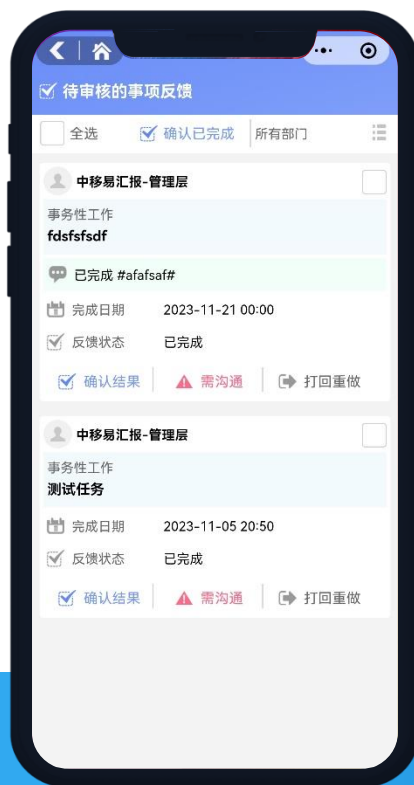 待审核的事项反馈
全选 确认已完成 所有部门
中移易汇报-管理层
事务性工作
fdsfsfsdf
已完成 #afafsaf#
完成日期 2023-11-21 00:00
反馈状态 已完成
确认结果 需沟通 打回重做
中移易汇报-管理层
事务性工作
测试任务
完成日期 2023-11-05 20:50
反馈状态 已完成
确认结果 需沟通 打回重做